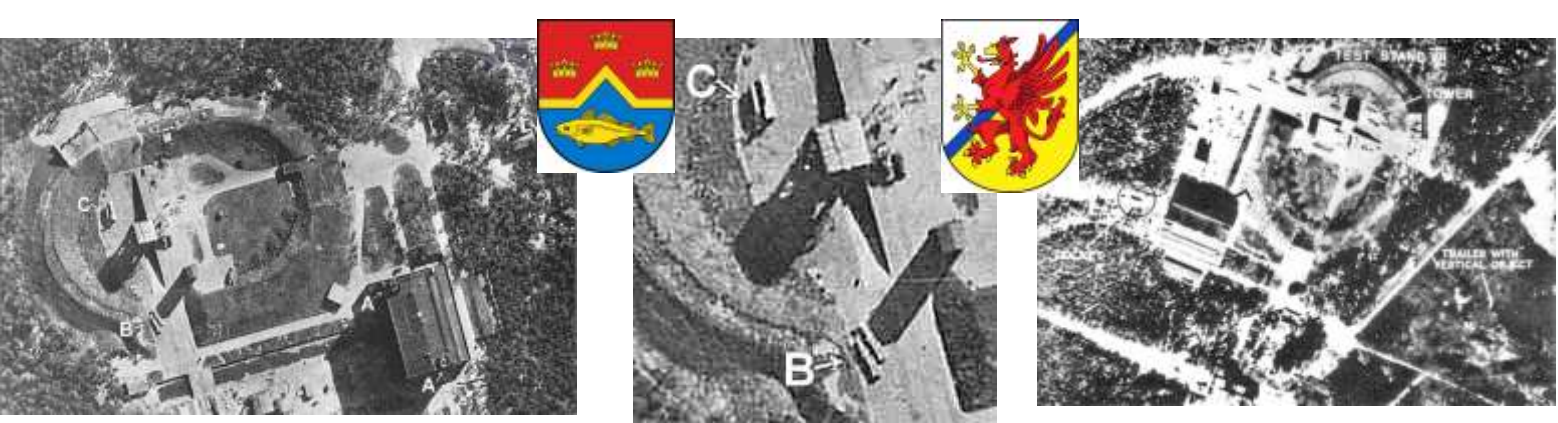 C
B
A
A
C
B
TEST STAND VII
TOWER
TRAILER WITH
VERTICAL OBJECT